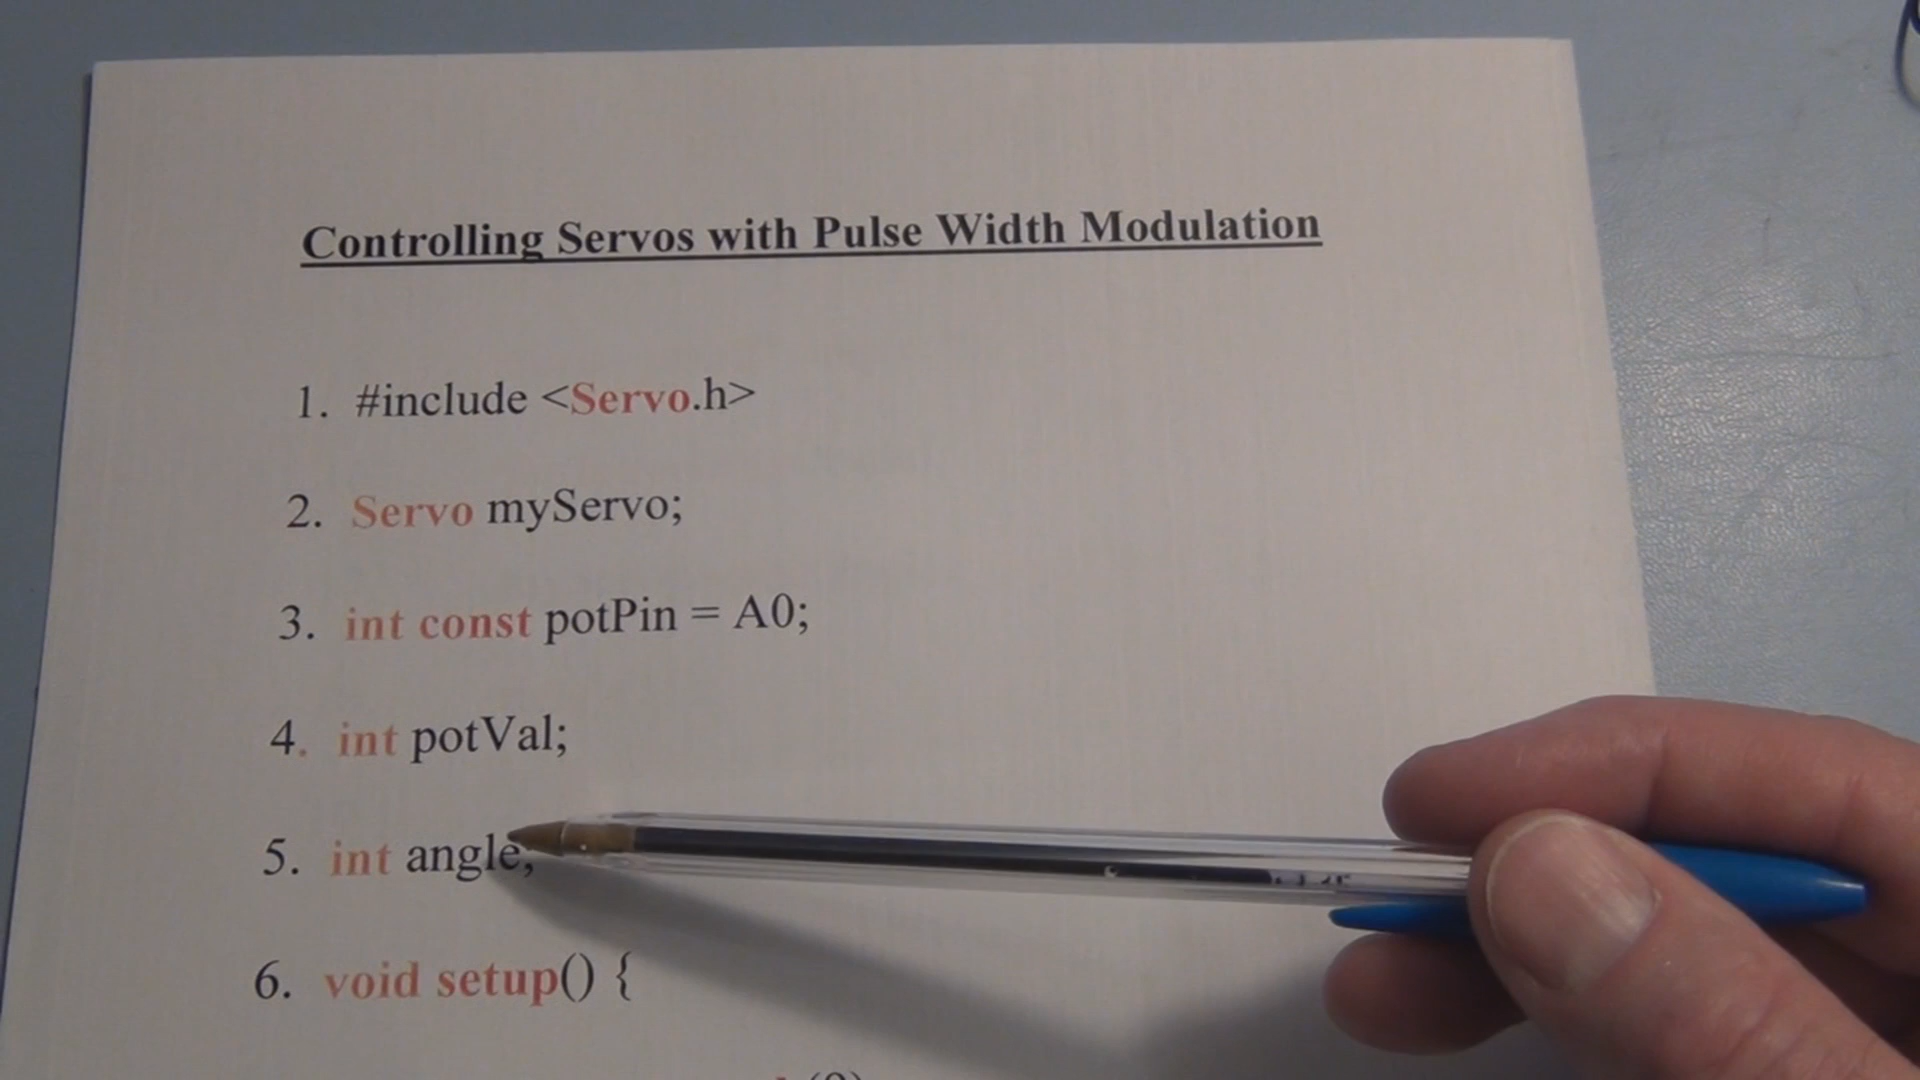 Controlling Servos with Pulse Width Modulation
1. #include <Servo.h>
2. Servo myServo;
3. int const potPin = A0;
4. int potVal;
5. int angle;
6. void setup() {